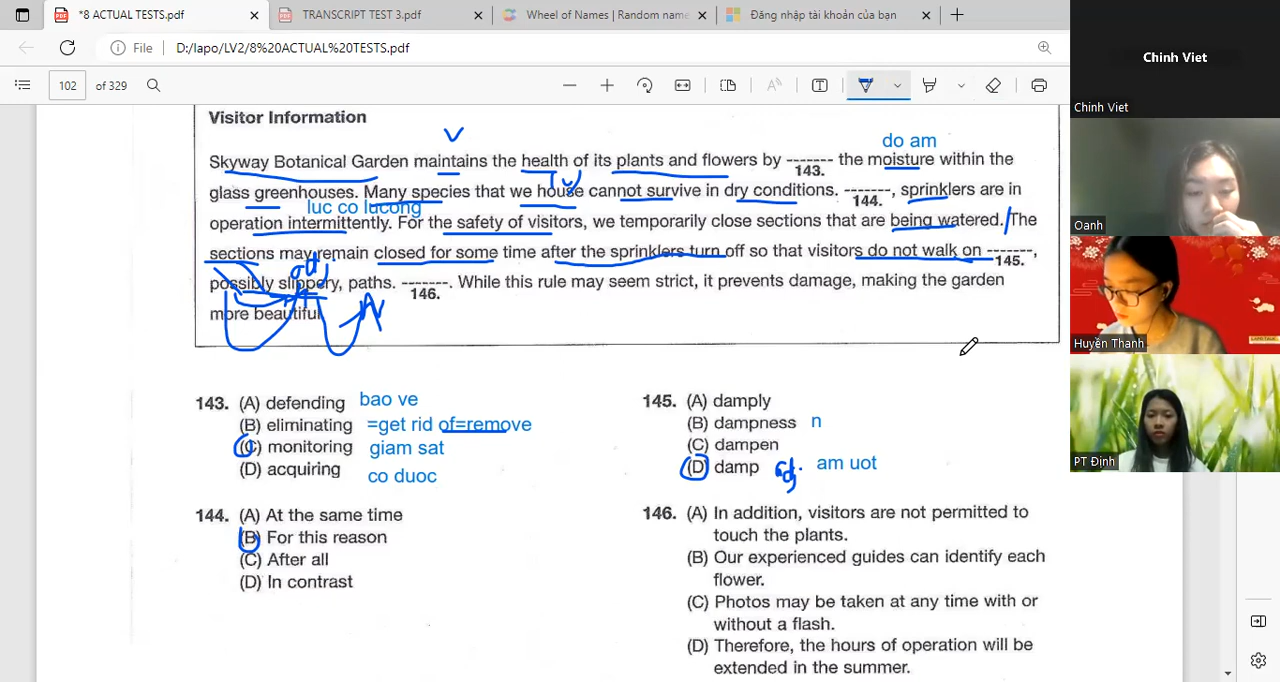 *8 ACTUAL TESTS.pdf
TRANSCRIPT TEST 3.pdf
Wheel of Names | Random name
Đăng nhập tài khoản của bạn
File
D:/lapo/LV2/8%20ACTUAL%20TESTS.pdf
102 of 329
Visitor Information
V
do am
Skyway Botanical Garden maintains the health of its plants and flowers by ------- the moisture within the
143.
glass greenhouses. Many species that we house cannot survive in dry conditions. -------, sprinklers are in
144.
luc co luc
operation intermittently. For the safety of visitors, we temporarily close sections that are being watered. The
sections may remain closed for some time after the sprinklers turn off so that visitors do not walk on -------,
145.
adj
possibly slippery, paths. -------. While this rule may seem strict, it prevents damage, making the garden
146.
N
more beautiful.
143. (A) defending bao ve
(B) eliminating =get rid of=remove
(C) monitoring giam sat
(D) acquiring co duoc
144. (A) At the same time
(B) For this reason
(C) After all
(D) In contrast
145. (A) damply
(B) dampness n
(C) dampen
(D) damp adj. am uot
146. (A) In addition, visitors are not permitted to
touch the plants.
(B) Our experienced guides can identify each
flower.
(C) Photos may be taken at any time with or
without a flash.
(D) Therefore, the hours of operation will be
extended in the summer.
Chinh Viet
Chinh Viet
Oanh
Huyền Thanh
PT Định